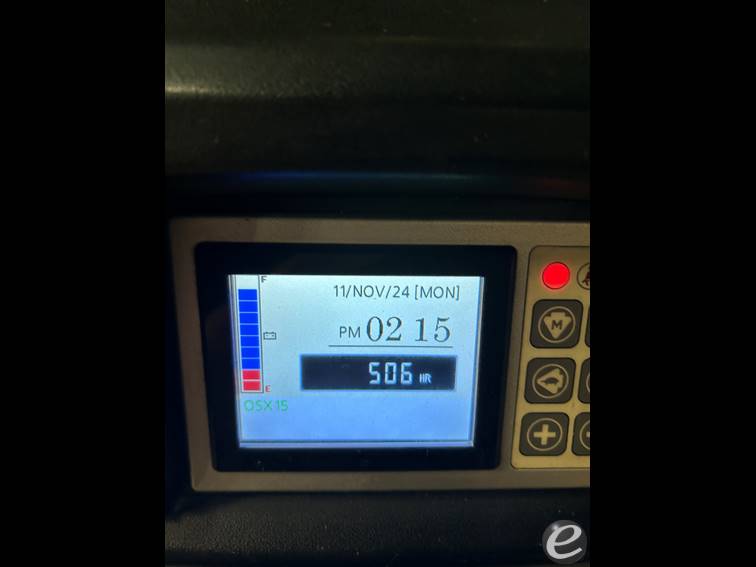 F
11/NOV/24 [MON]
PM 02 15
506 HR
E
OSX15
M
e